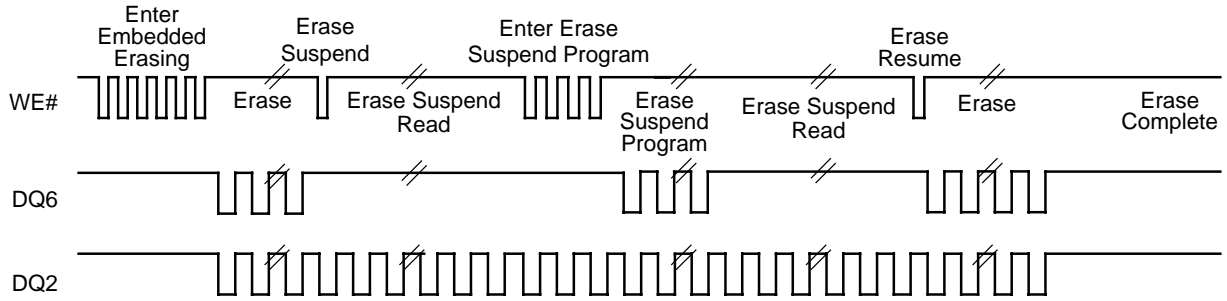 Enter
Embedded
Erasing
Erase
Suspend
Enter Erase
Suspend Program
Erase
Resume
WE#
Erase
Erase Suspend
Read
Erase
Suspend
Program
Erase Suspend
Read
Erase
Erase
Complete
DQ6
DQ2